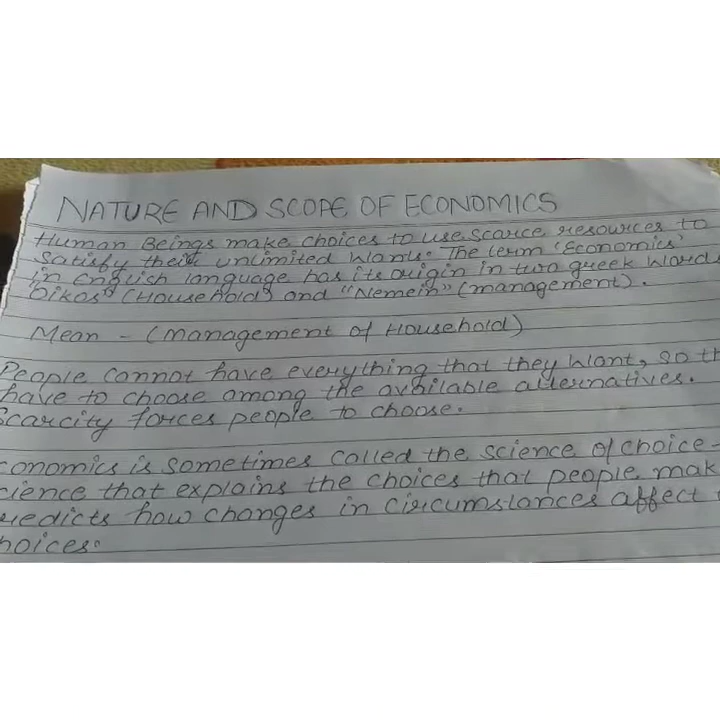 NATURE AND SCOPE OF ECONOMICS
Human Beings make choices to use scarce resources to
satisfy their unlimited wants. The term 'Economics'
in English language has its origin in two greek words
"Oikos" (Household) and "Nemein" (management).
Mean - (Management of Household)
People cannot have everything that they want, so th
have to choose among the available alternatives.
Scarcity forces people to choose.
conomics is sometimes called the science of choice-
cience that explains the choices that people mak
redicts how changes in circumstances affect
hoices.